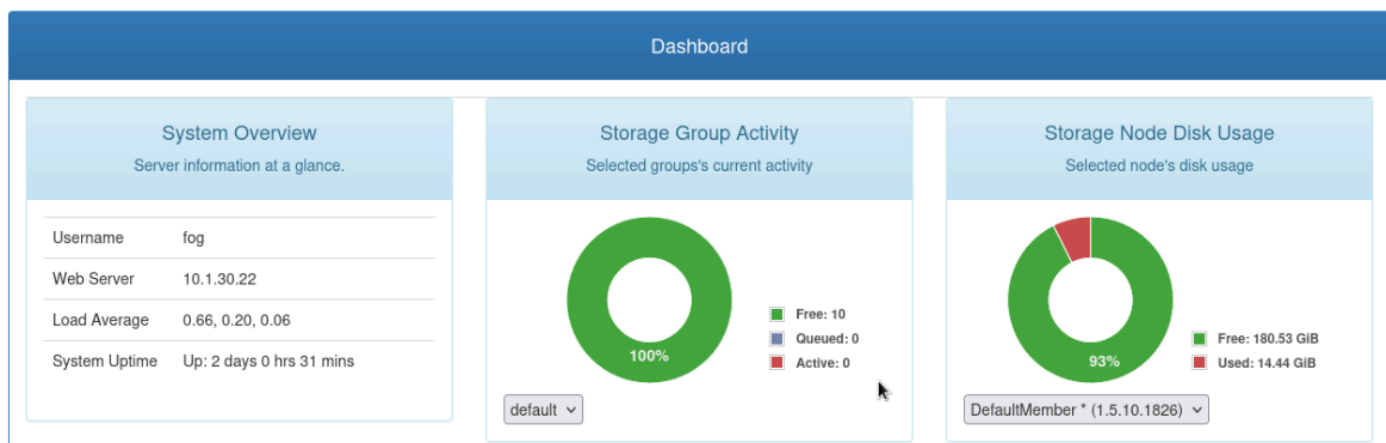 Dashboard
System Overview
Server information at a glance.
Username fog
Web Server 10.1.30.22
Load Average 0.66, 0.20, 0.06
System Uptime Up: 2 days 0 hrs 31 mins
Storage Group Activity
Selected groups's current activity
100%
Free: 10
Queued: 0
Active: 0
default
Storage Node Disk Usage
Selected node's disk usage
93%
Free: 180.53 GiB
Used: 14.44 GiB
DefaultMember * (1.5.10.1826)